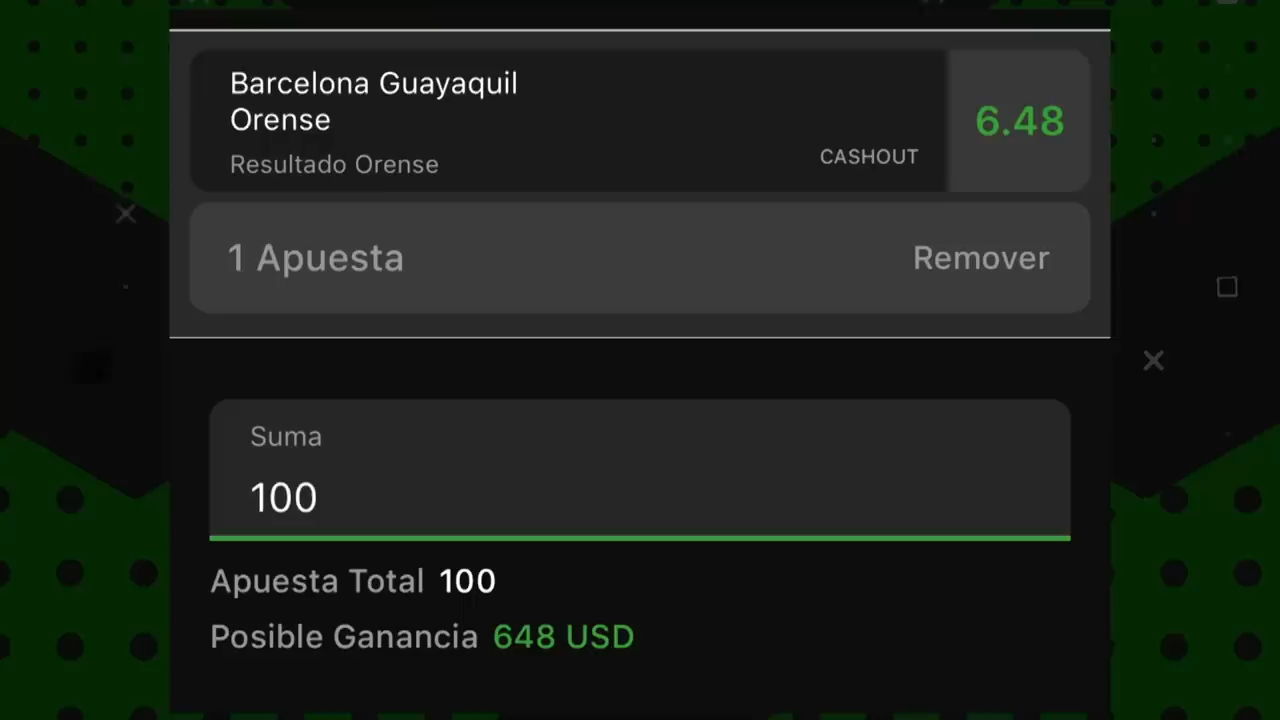 Barcelona Guayaquil
Orense
6.48
Resultado Orense
CASHOUT
1 Apuesta
Remover
Suma
100
Apuesta Total 100
Posible Ganancia 648 USD